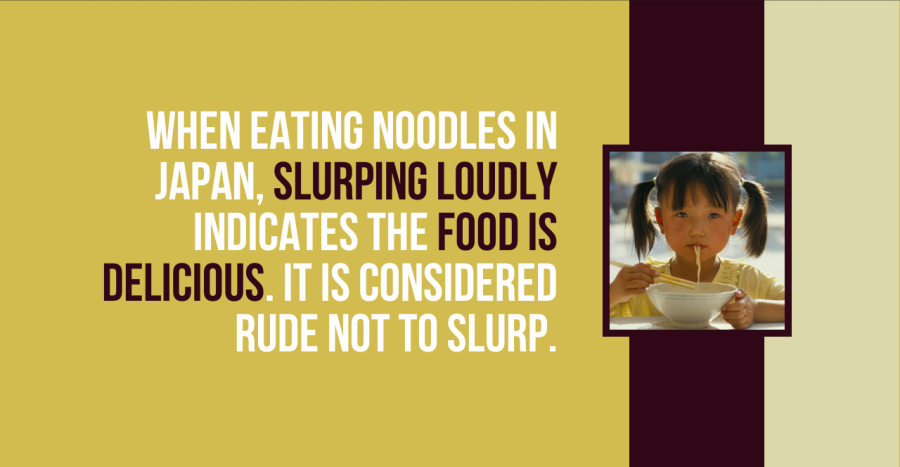 WHEN EATING NOODLES IN
JAPAN, SLURPING LOUDLY
INDICATES THE FOOD IS
DELICIOUS. IT IS CONSIDERED
RUDE NOT TO SLURP.